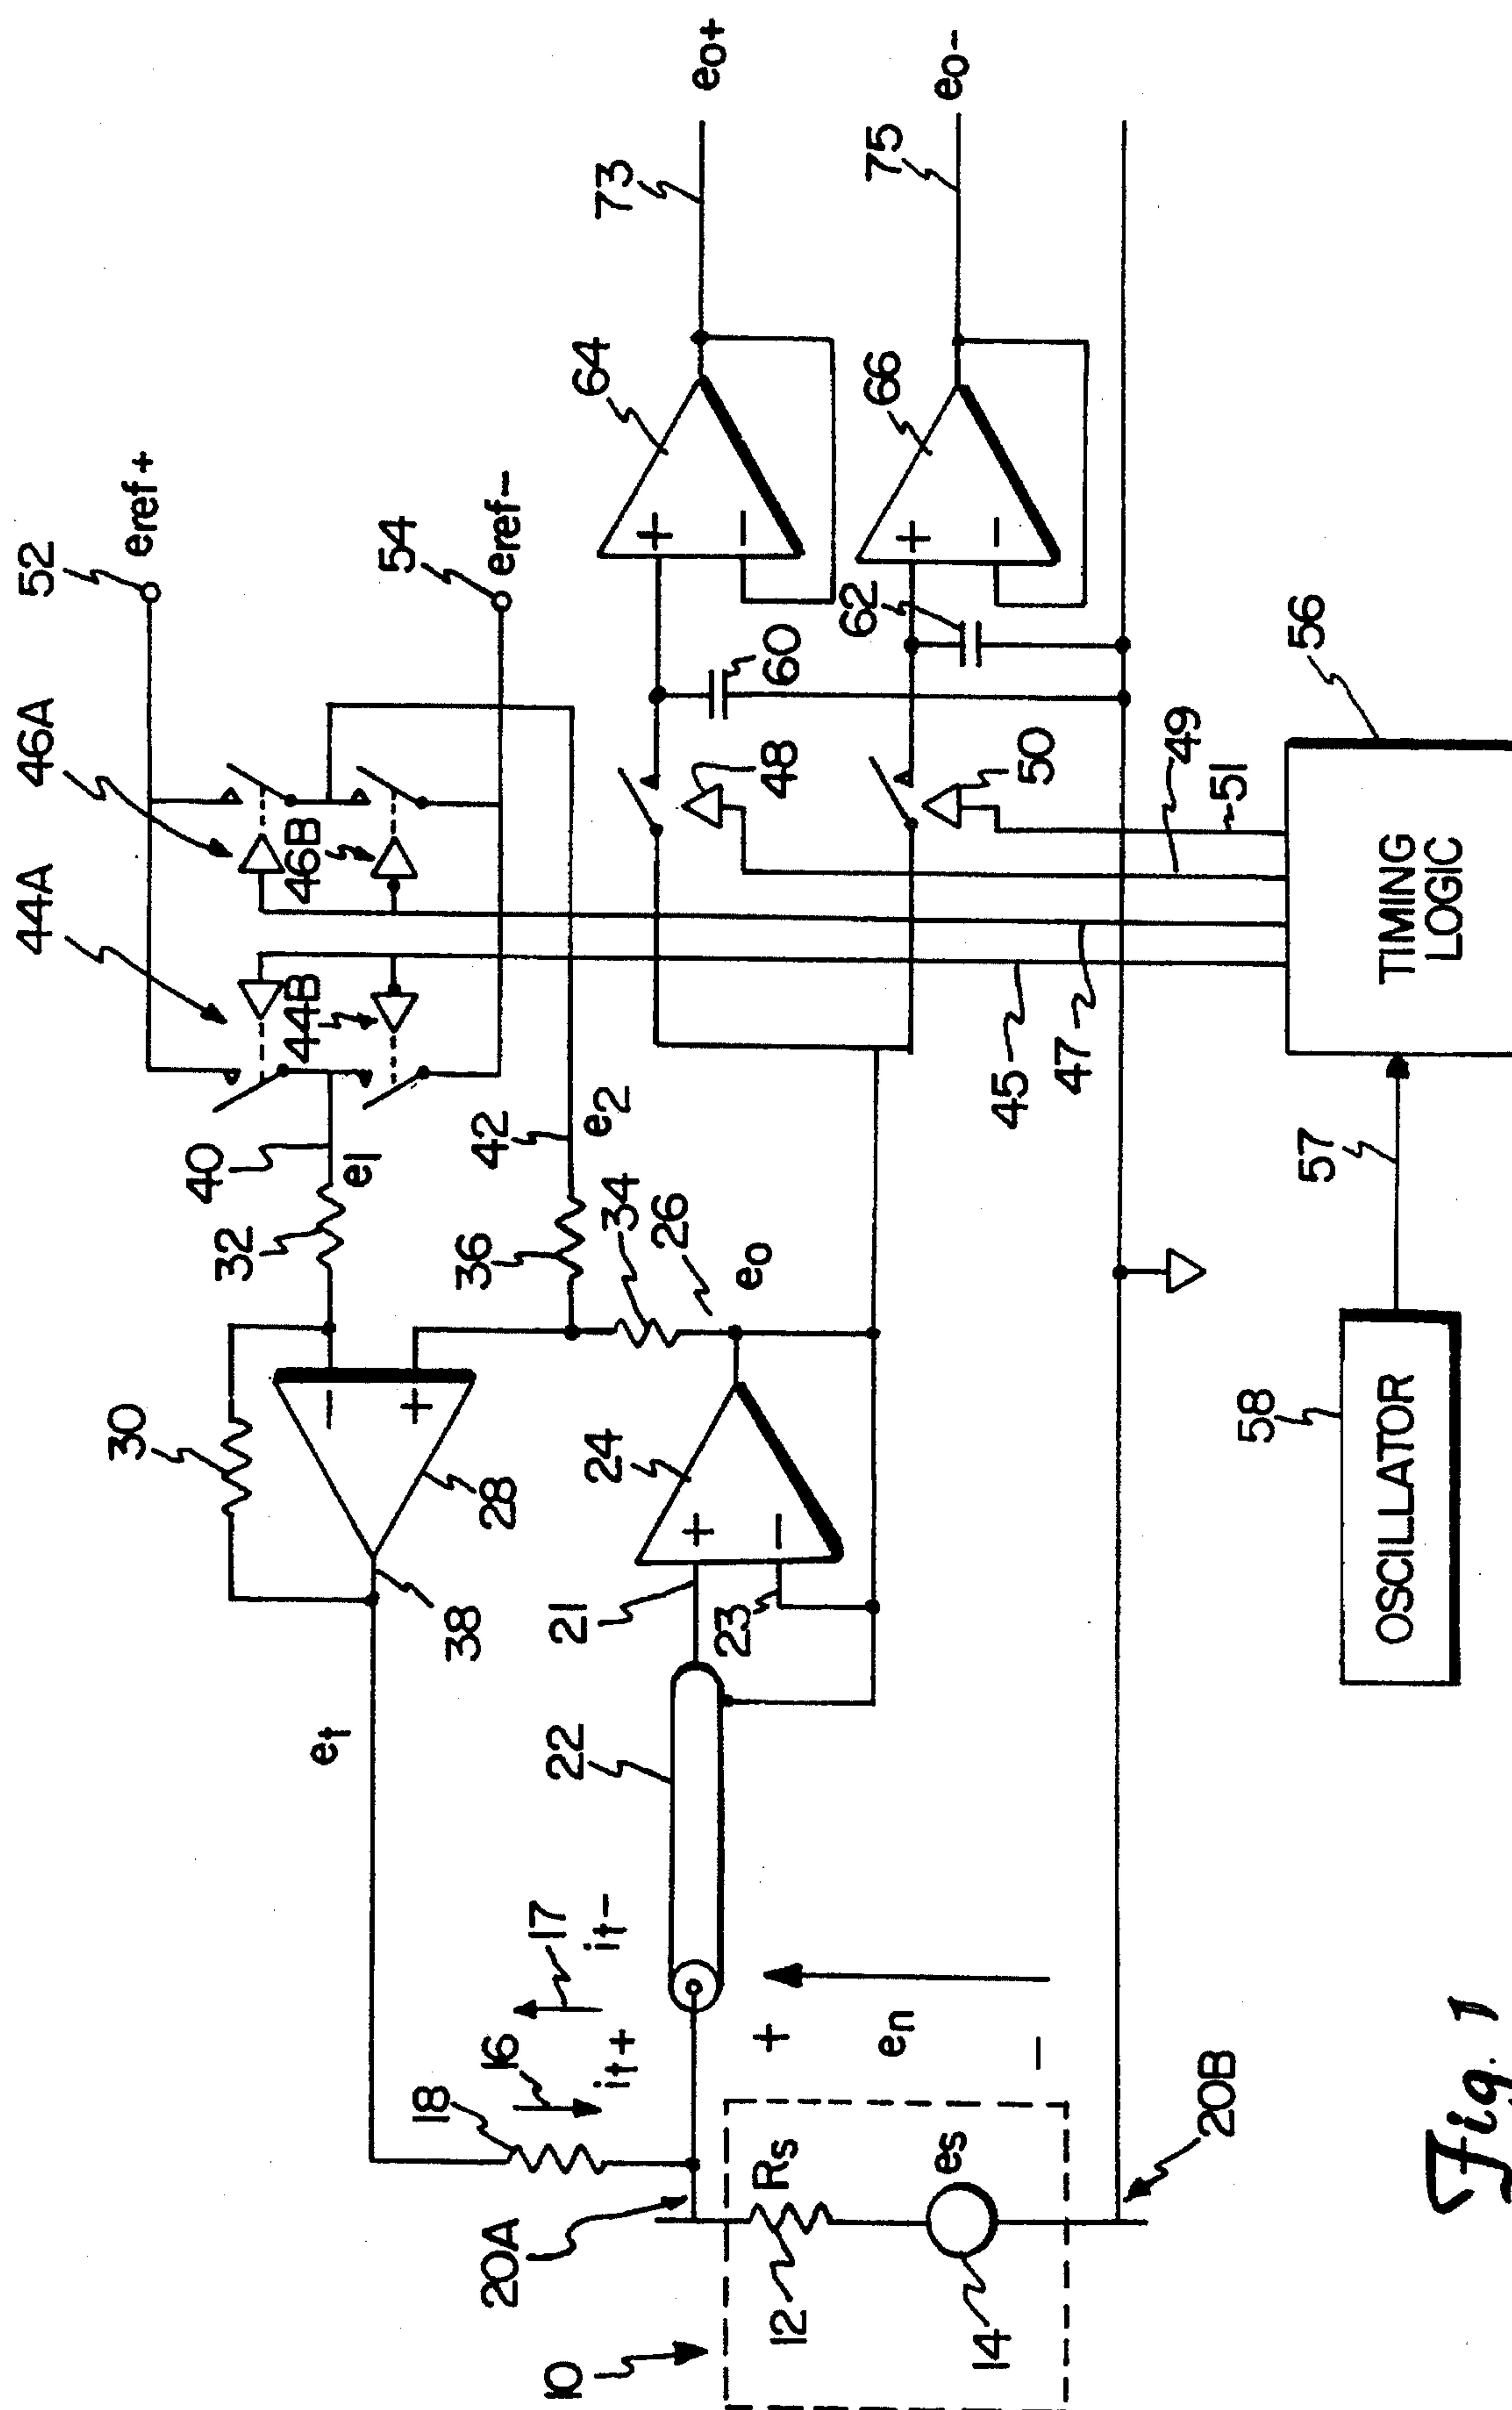 52
eref+
46A
44A
54
eref-
46B
44B
40
e1
32
42
e2
36
34
26
e0
30
28
38
et
64
73
e0+
66
75
e0-
62
60
48
50
49
51
45
47
56
TIMING
LOGIC
57
58
OSCILLATOR
24
+
-
21
23
22
17
it-
16
it+
18
+
en
-
20A
20B
Rs
es
12
14
10
+
-
+
-
+
-
Fig. 1